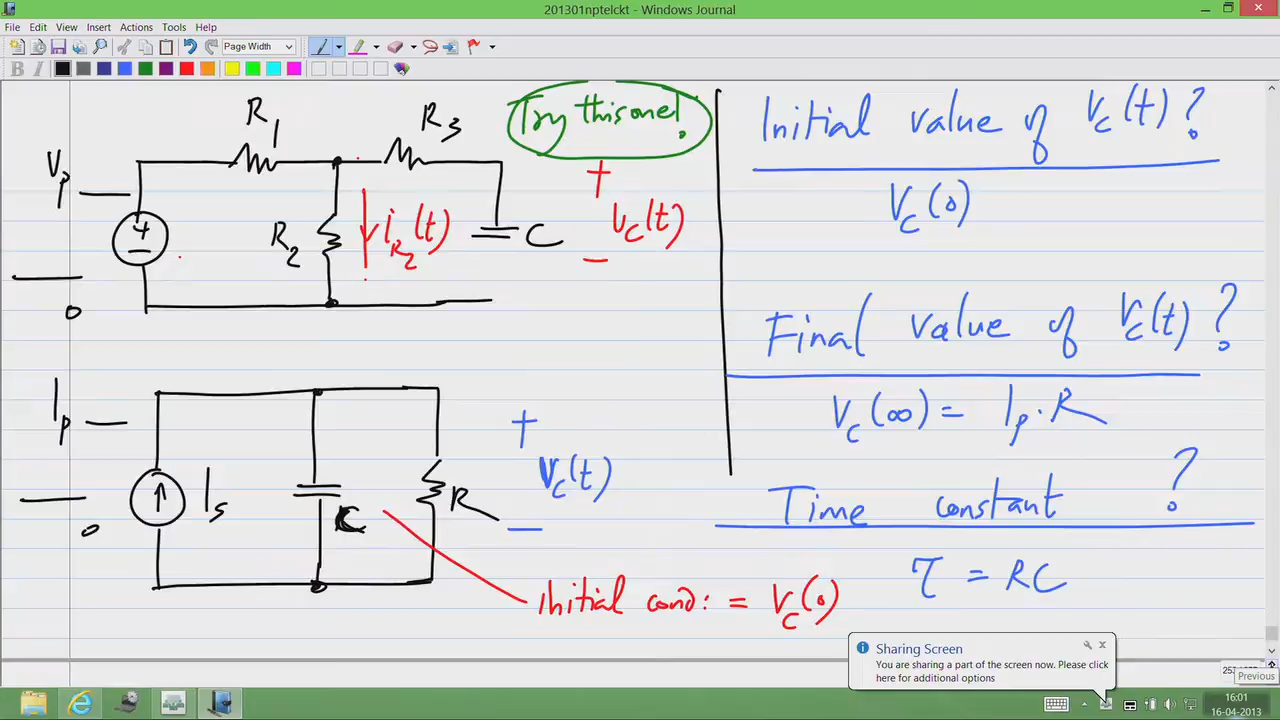 201301nptelckt - Windows Journal
File Edit View Insert Actions Tools Help
Page Width
B I
R1
R3
Try this one!
Vp
+
-
0
R2
iR2(t)
C
+
Vc(t)
-
Initial value of Vc(t)?
Vc(0)
Final value of Vc(t)?
Vc(∞) = Ip.R
Ip
0
Is
C
R
+
Vc(t)
-
Time constant ?
τ = RC
Initial cond: = Vc(0)
Sharing Screen
You are sharing a part of the screen now. Please click
here for additional options
Previous
16:01
16-04-2013